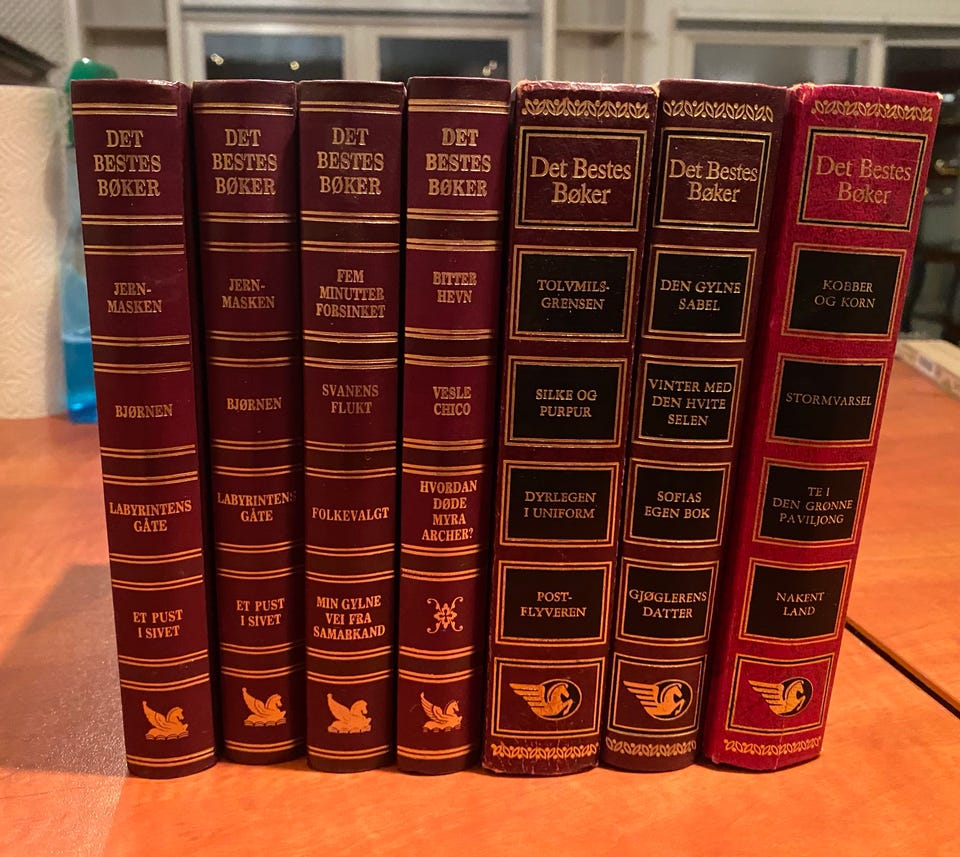 DET
BESTES
BØKER
JERN-
MASKEN
BJØRNEN
LABYRINTENS
GÅTE
ET PUST
I SIVET
DET
BESTES
BØKER
JERN-
MASKEN
BJØRNEN
LABYRINTENS
GÅTE
ET PUST
I SIVET
DET
BESTES
BØKER
FEM
MINUTTER
FORSINKET
SVANENS
FLUKT
FOLKEVALGT
MIN GYLNE
VEI FRA
SAMARKAND
DET
BESTES
BØKER
BITTER
HEVN
VESLE
CHICO
HVORDAN
DØDE
MYRA
ARCHER?
Det Bestes
Bøker
TOLVMILS-
GRENSEN
SILKE OG
PURPUR
DYRLEGEN
I UNIFORM
POST-
FLYVEREN
Det Bestes
Bøker
DEN GYLNE
SABEL
VINTER MED
DEN HVITE
SELEN
SOFIAS
EGEN BOK
GJØGLERENS
DATTER
Det Bestes
Bøker
KOBBER
OG KORN
STORMVARSEL
TE I
DEN GRØNNE
PAVILJONG
NAKENT
LAND